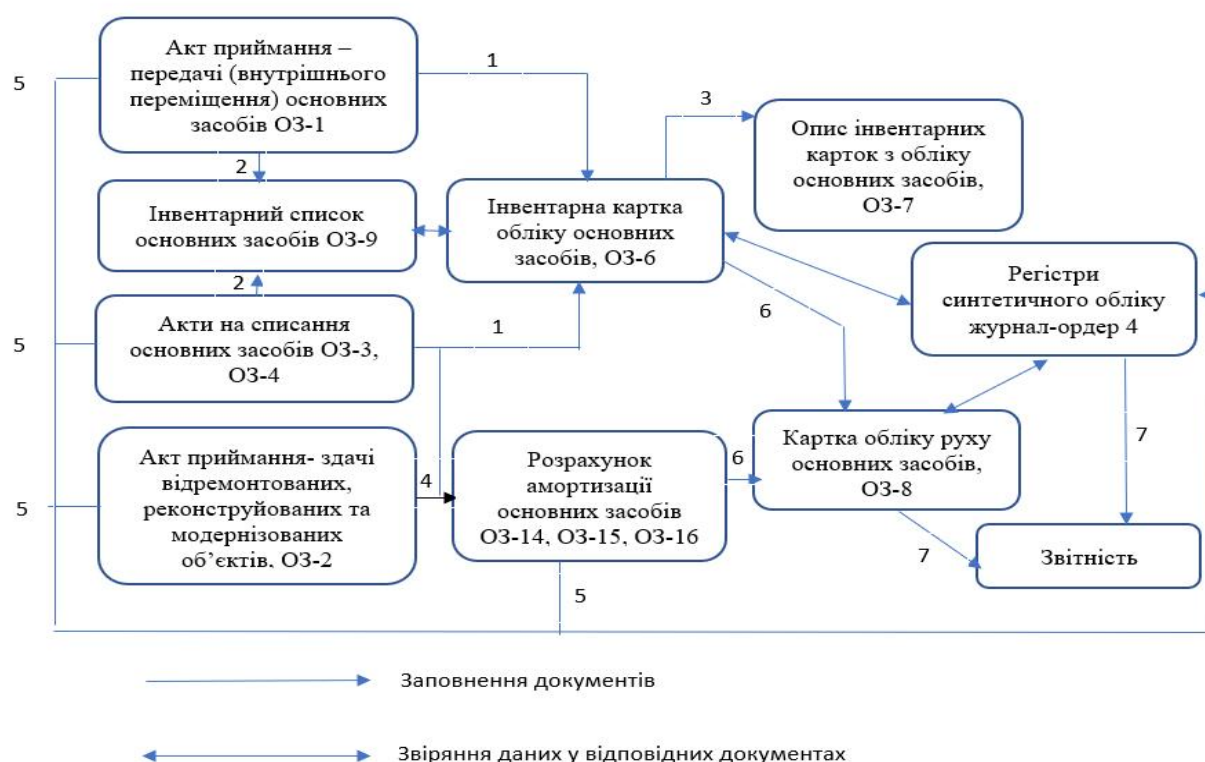 Акт приймання –
передачі (внутрішнього
переміщення) основних
засобів ОЗ-1
5
1
2
3
Опис інвентарних
карток з обліку
основних засобів,
ОЗ-7
Інвентарний список
основних засобів ОЗ-9
Інвентарна картка
обліку основних
засобів, ОЗ-6
Регістри
синтетичного обліку
журнал-ордер 4
2
Акти на списання
основних засобів ОЗ-3,
ОЗ-4
5
1
6
Акт приймання- здачі
відремонтованих,
реконструйованих та
модернізованих
об’єктів, ОЗ-2
5
4
Розрахунок
амортизації
основних засобів
ОЗ-14, ОЗ-15, ОЗ-16
6
Картка обліку руху
основних засобів,
ОЗ-8
7
7
Звітність
5
Заповнення документів
Звіряння даних у відповідних документах